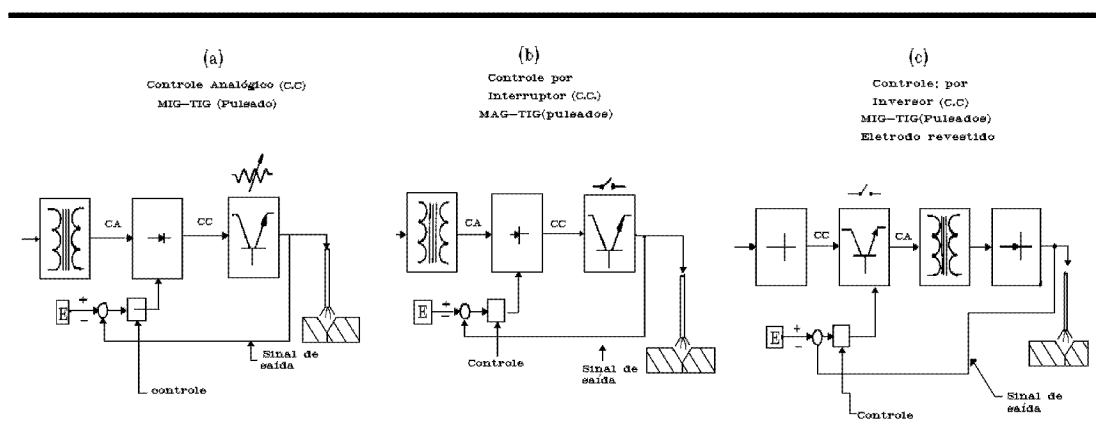 (a)
Controle Analógico (C.C)
MIG-TIG (Pulsado)
CA
CC
+
-
E
Sinal de
saída
controle
(b)
Controle por
Interruptor (C.C.)
MAG-TIG(pulsados)
CA
CC
+
-
E
Controle
Sinal de
saída
(c)
Controle; por
Inversor (C.C)
MIG-TIG(Pulsados)
Eletrodo revestido
CC
CA
+
-
E
Controle
Sinal de
saída